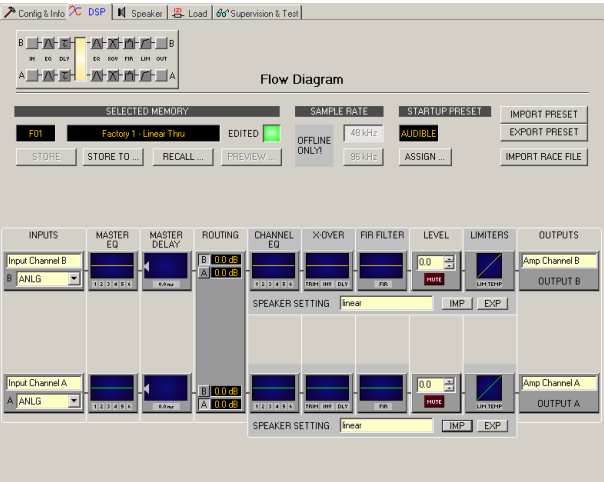 Config & Info DSP Speaker Load Supervision & Test
B B
IN EQ DLY EQ XOV FIR LIM OUT
A A
Flow Diagram
SELECTED MEMORY SAMPLE RATE STARTUP PRESET IMPORT PRESET
F01 Factory 1 - Linear Thru EDITED OFFLINE ONLY! 48 kHz AUDIBLE EXPORT PRESET
STORE STORE TO ... RECALL ... PREVIEW ... 96 kHz ASSIGN ... IMPORT RACE FILE
INPUTS MASTER EQ MASTER DELAY ROUTING CHANNEL EQ X-OVER FIR FILTER LEVEL LIMITERS OUTPUTS
Input Channel B B 0.0 dB 0.0 Amp Channel B
B ANLG A 0.0 dB MUTE OUTPUT B
1 2 3 4 5 6 0.0 ms 1 2 3 4 5 6 TRIM INV DLY FIR LIM TEMP
SPEAKER SETTING linear IMP EXP
Input Channel A B 0.0 dB 0.0 Amp Channel A
A ANLG A 0.0 dB MUTE OUTPUT A
1 2 3 4 5 6 0.0 ms 1 2 3 4 5 6 TRIM INV DLY FIR LIM TEMP
SPEAKER SETTING linear IMP EXP